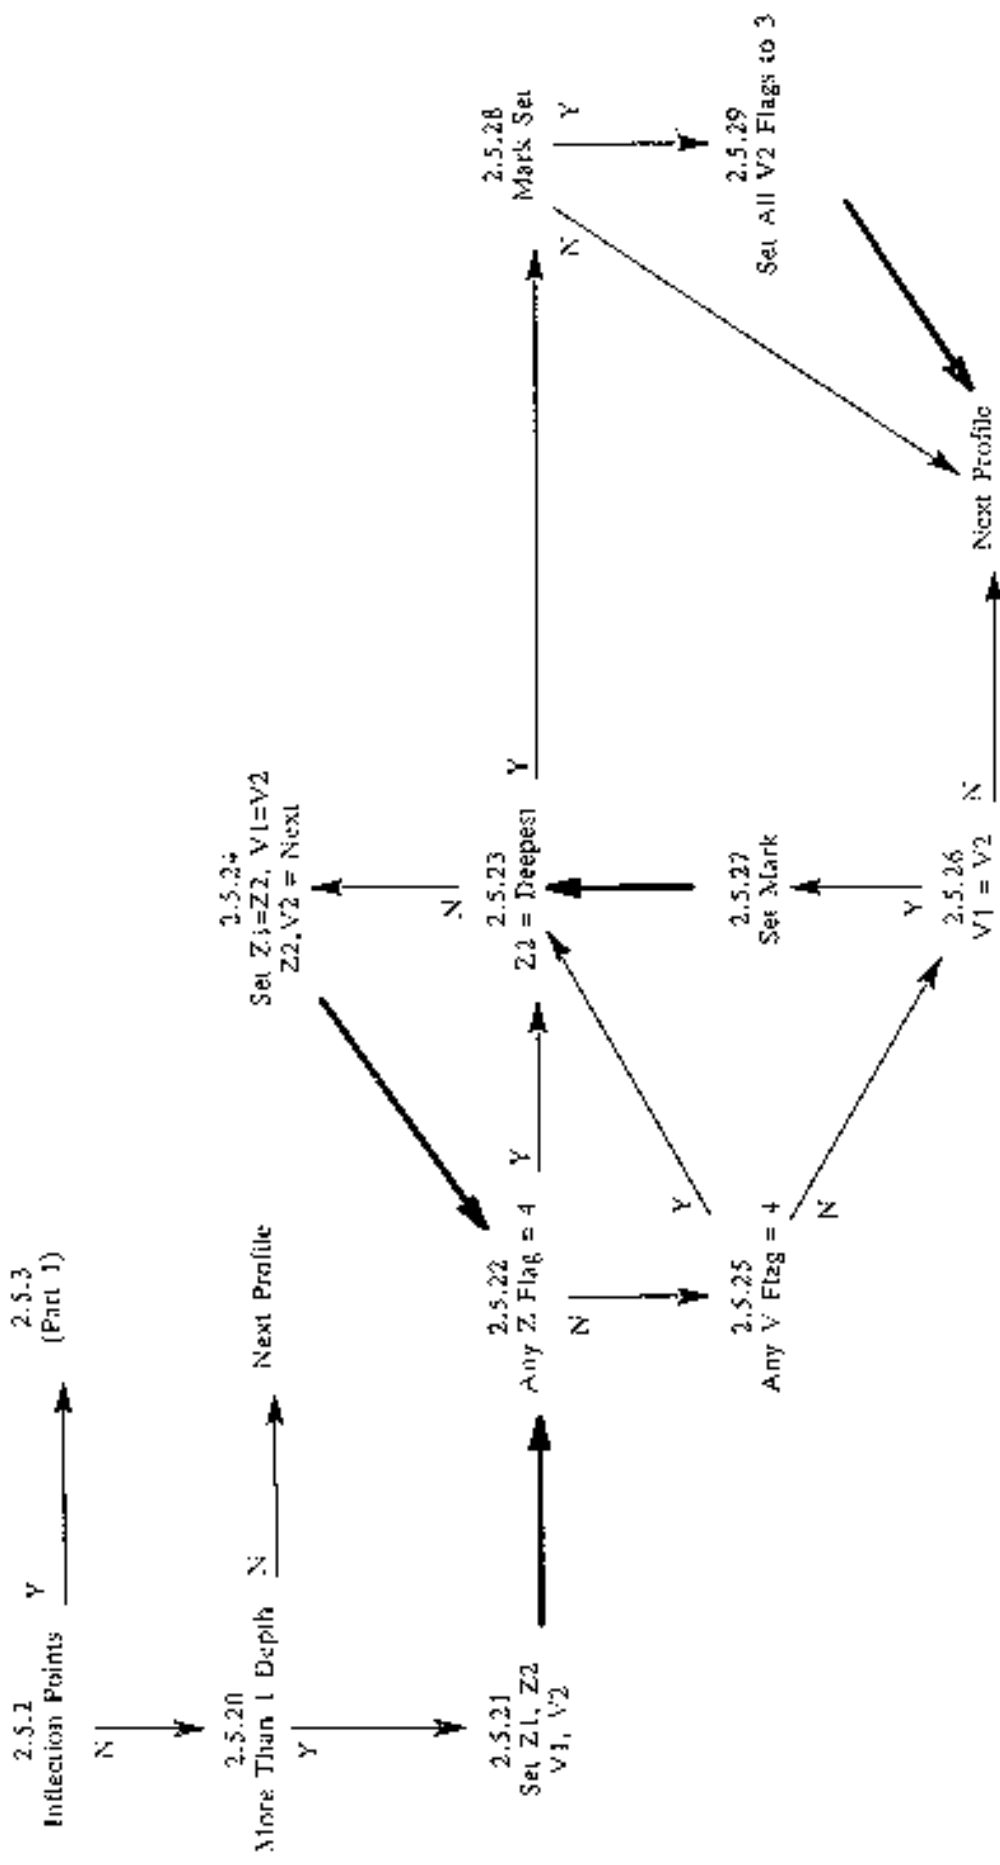 2.5.2
Inflection Points
Y
2.5.3
(Part 1)
N
2.5.20
More Than 1 Depth
N
Next Profile
Y
2.5.21
Set Z1, Z2
V1, V2
2.5.22
Any Z Flag = 4
Y
N
2.5.25
Any V Flag = 4
Y
N
2.5.24
Set Z1=Z2, V1=V2
Z2,V2 = Next
N
2.5.23
Z2 = Deepest
Y
2.5.27
Set Mark
Y
2.5.26
V1 = V2
N
Next Profile
2.5.28
Mark Set
N
Y
2.5.29
Set All V2 Flags to 3